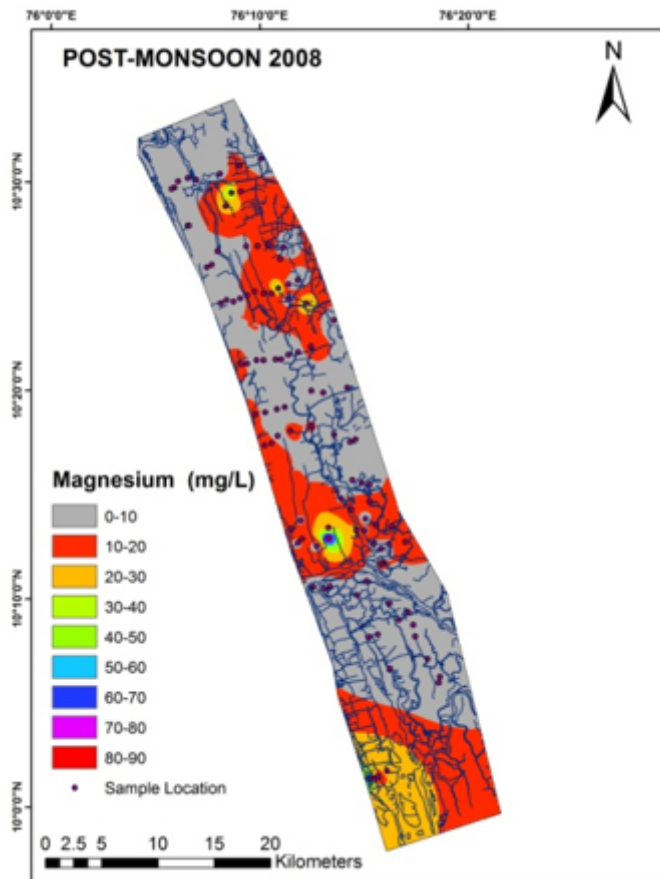 76°0'0"E 76°10'0"E 76°20'0"E
POST-MONSOON 2008
N
10°30'0"N
10°20'0"N
10°10'0"N
10°0'0"N
Magnesium (mg/L)
0-10
10-20
20-30
30-40
40-50
50-60
60-70
70-80
80-90
Sample Location
0 2.5 5 10 15 20
Kilometers